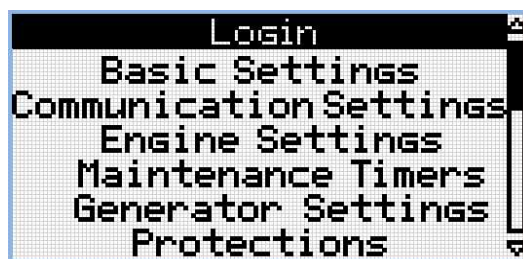 Login
Basic Settings
Communication Settings
Engine Settings
Maintenance Timers
Generator Settings
Protections